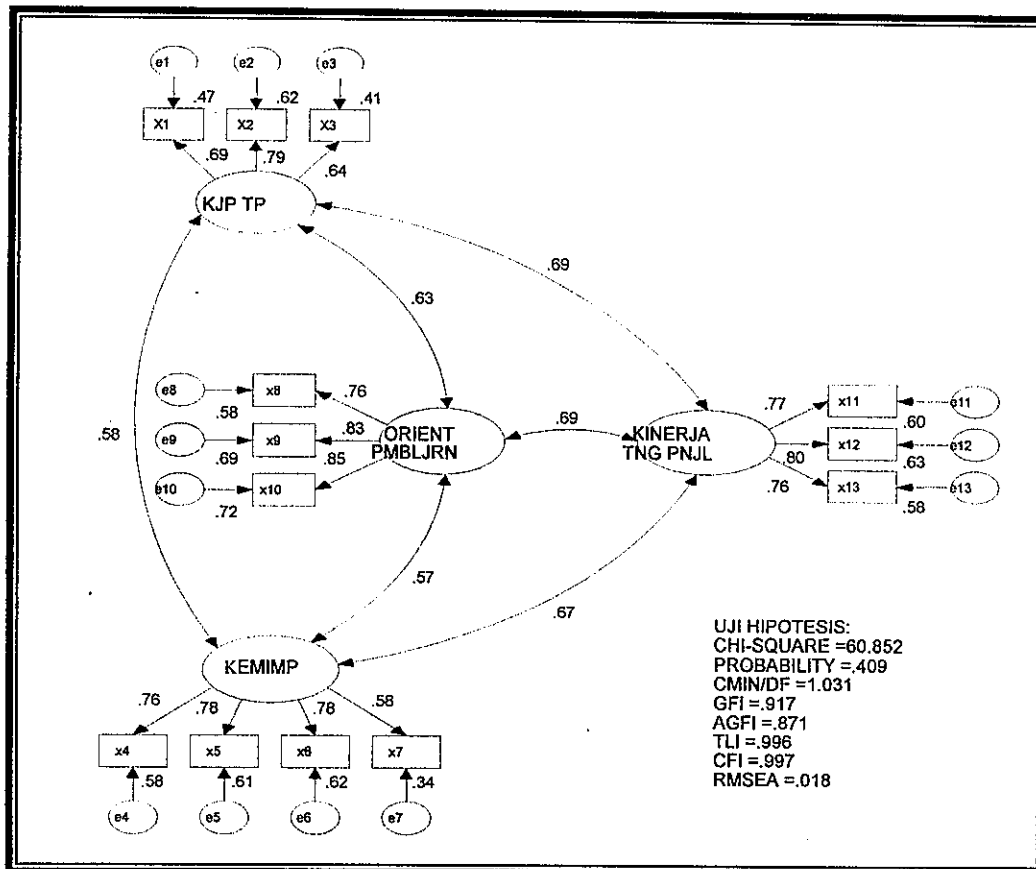 e1 e2 e3
.47 .62 .41
X1 X2 X3
.69 .79 .64
KJP TP
.69
.63
e8 x8 .76
.58
.58
e9 x9 .83
.69
e10 x10 .85
.72
ORIENT
PMBLJRN
.69
KINERJA
TNG PNJL
.77 x11 e11
.60
.80 x12 e12
.63
.76 x13 e13
.58
.57
.67
KEMIMP
.76 .78 .78 .58
x4 x5 x6 x7
.58 .61 .62 .34
e4 e5 e6 e7
UJI HIPOTESIS:
CHI-SQUARE =60.852
PROBABILITY =.409
CMIN/DF =1.031
GFI =.917
AGFI =.871
TLI =.996
CFI =.997
RMSEA =.018